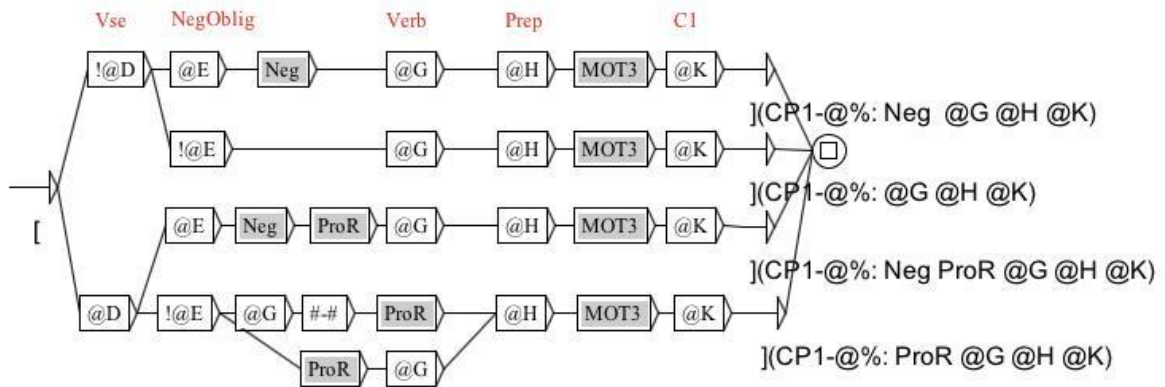 Vse NegOblig Verb Prep C1
!@D @E Neg @G @H MOT3 @K
](CP1-@%: Neg @G @H @K)
!@E @G @H MOT3 @K
](CP1-@%: @G @H @K)
@E Neg ProR @G @H MOT3 @K
[
](CP1-@%: Neg ProR @G @H @K)
@D !@E @G #-# ProR @H MOT3 @K
](CP1-@%: ProR @G @H @K)
ProR @G